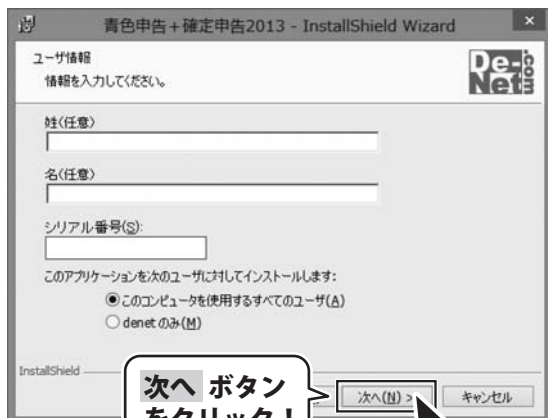 青色申告+確定申告2013 - InstallShield Wizard
ユーザ情報
情報を入力してください。
De-Net.com
姓(任意)
名(任意)
シリアル番号(S):
このアプリケーションを次のユーザに対してインストールします:
このコンピュータを使用するすべてのユーザ(A)
denet のみ(M)
InstallShield
次へ ボタン
をクリック!
次へ(N) >
キャンセル